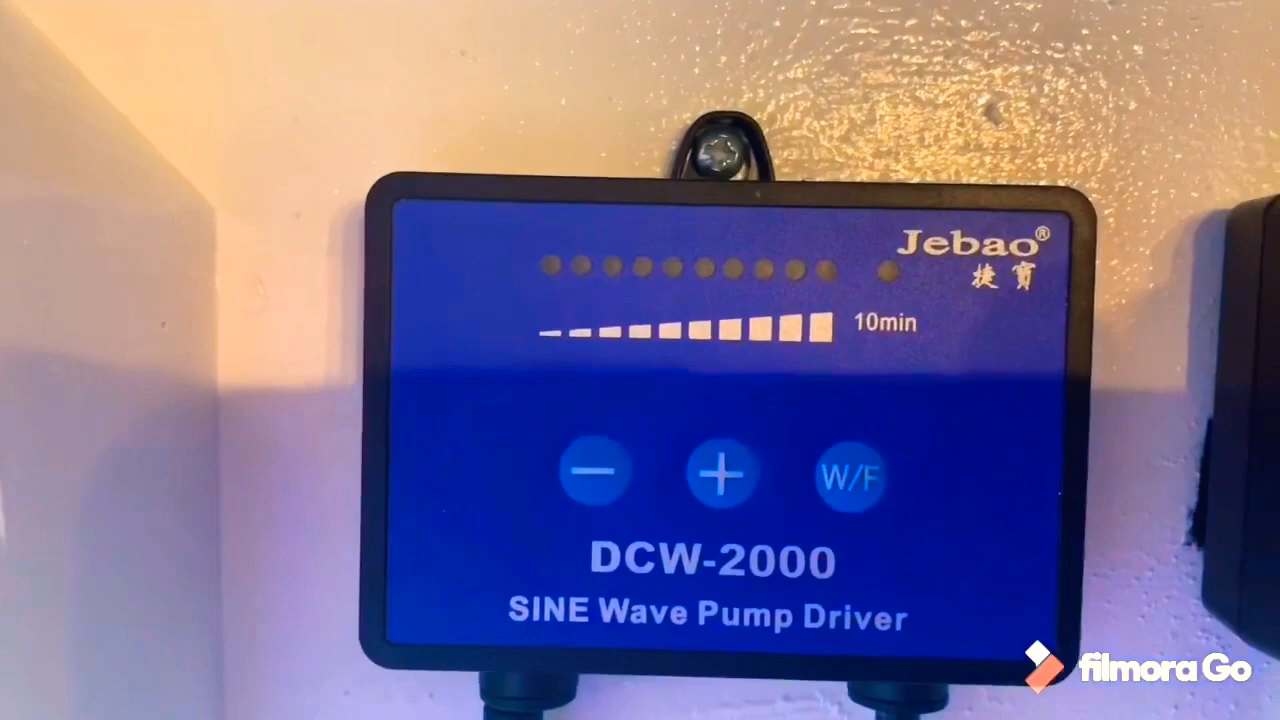 Jebao®
捷寶
10min
− + W/F
DCW-2000
SINE Wave Pump Driver
filmora Go